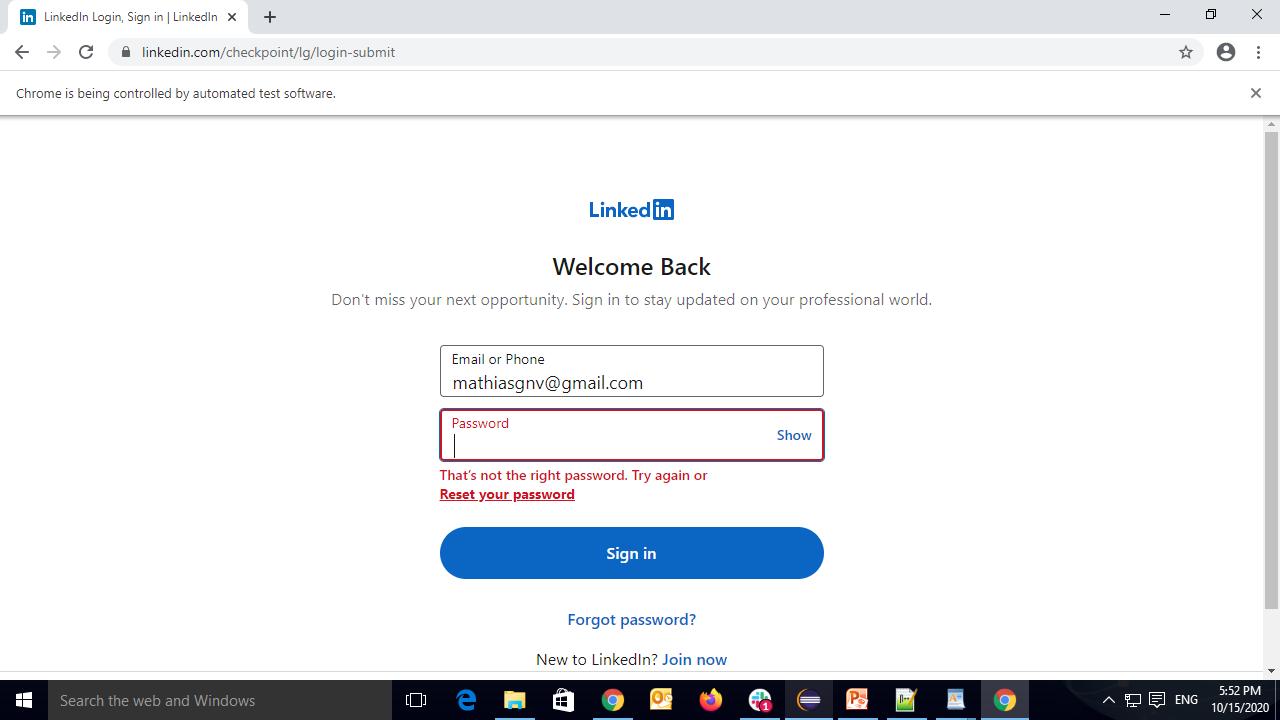 LinkedIn Login, Sign in | LinkedIn
linkedin.com/checkpoint/lg/login-submit
Chrome is being controlled by automated test software.
Linkedin
Welcome Back
Don't miss your next opportunity. Sign in to stay updated on your professional world.
Email or Phone
mathiasgnv@gmail.com
Password
Show
That's not the right password. Try again or
Reset your password
Sign in
Forgot password?
New to LinkedIn? Join now
Search the web and Windows
1
ENG
5:52 PM
10/15/2020